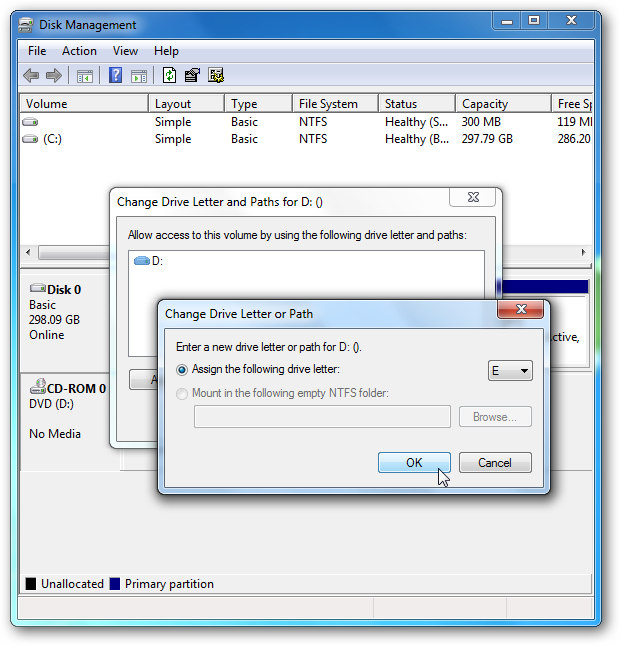 Disk Management
File Action View Help
Volume Layout Type File System Status Capacity Free Sp
Simple Basic NTFS Healthy (S... 300 MB 119 MI
(C:) Simple Basic NTFS Healthy (B... 297.79 GB 286.20
Change Drive Letter and Paths for D: ()
Allow access to this volume by using the following drive letter and paths:
D:
Disk 0
Basic
298.09 GB
Online
ctive,
CD-ROM 0
DVD (D:)
No Media
A
Change Drive Letter or Path
Enter a new drive letter or path for D: ().
Assign the following drive letter: E
Mount in the following empty NTFS folder:
Browse...
OK Cancel
Unallocated Primary partition